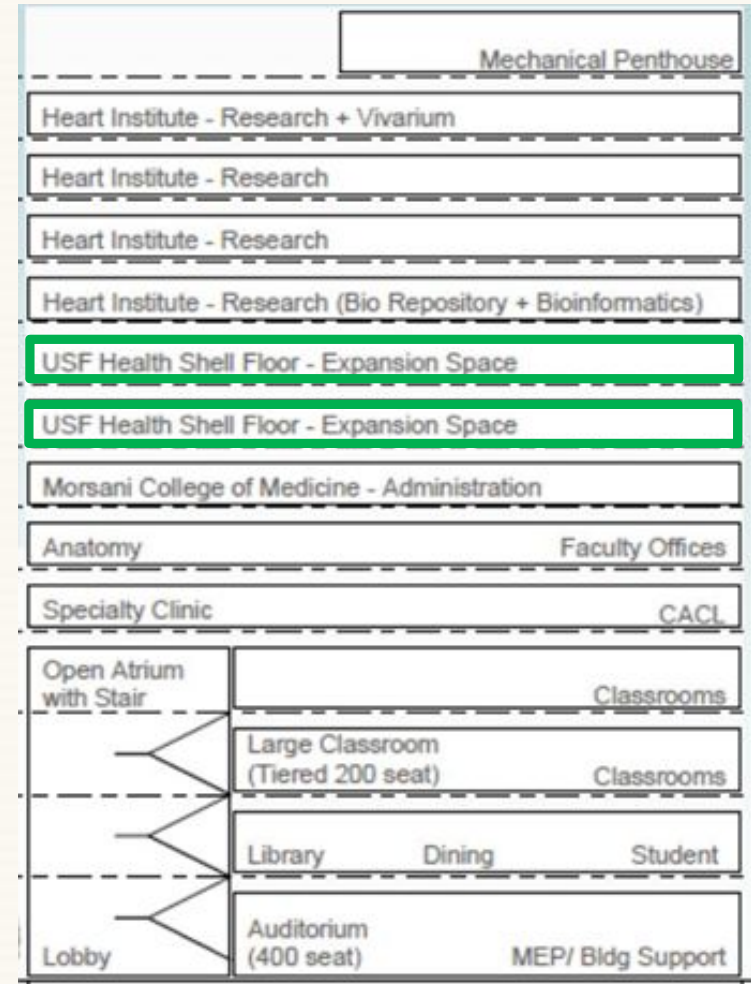 Mechanical Penthouse
Heart Institute - Research + Vivarium
Heart Institute - Research
Heart Institute - Research
Heart Institute - Research (Bio Repository + Bioinformatics)
USF Health Shell Floor - Expansion Space
USF Health Shell Floor - Expansion Space
Morsani College of Medicine - Administration
Anatomy Faculty Offices
Specialty Clinic CACL
Open Atrium
with Stair Classrooms
Large Classroom
(Tiered 200 seat) Classrooms
Library Dining Student
Auditorium
Lobby (400 seat) MEP/ Bldg Support